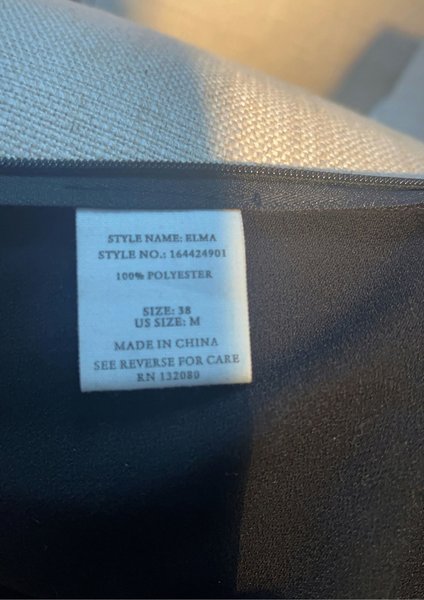 STYLE NAME: ELMA
STYLE NO.: 164424901
100% POLYESTER
SIZE: 38
US SIZE: M
MADE IN CHINA
SEE REVERSE FOR CARE
RN 132080